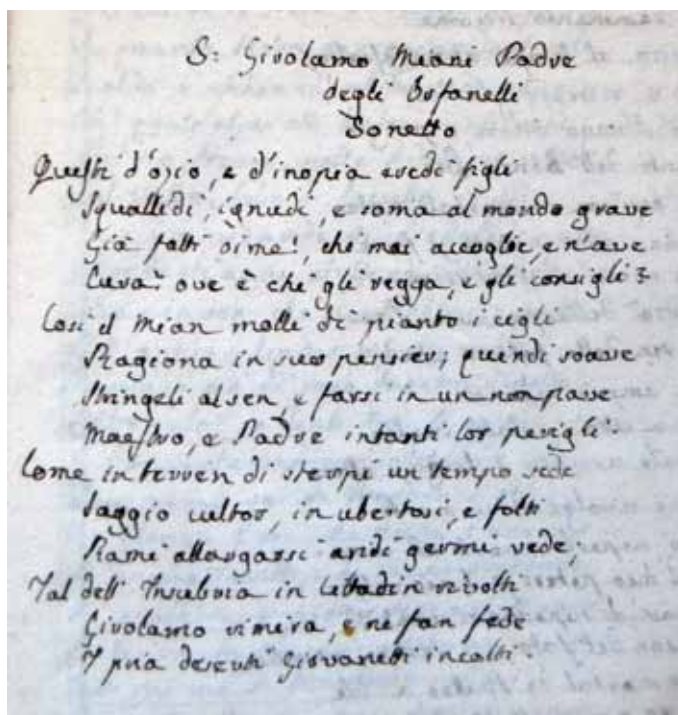 S: Girolamo Miani Padre
degli Orfanelli
Sonetto
Questi d'ozio, e d'inopia eredi figli
Squallidi, ignudi, e soma al mondo grave
Già fatti oimè!, chi mai accoglie, e n'ave
Cura? ove è chi gli regga, e gli consigli?
Così il Mian molle di pianto i cigli
Ragiona in suo pensier; quindi soave
Stringeli al sen, e farsi in un non pave
Maestro, e Padre intanti lor perigli.
Come in terren di sterpi un tempo sede
Saggio cultor, in ubertosi, e folti
Rami allargarsi aridi germi vede;
Tal dell' Insubria in Cittadin rivolti
Girolamo rimira, e ne fan fede
I pria deserti Giovanetti incolti.